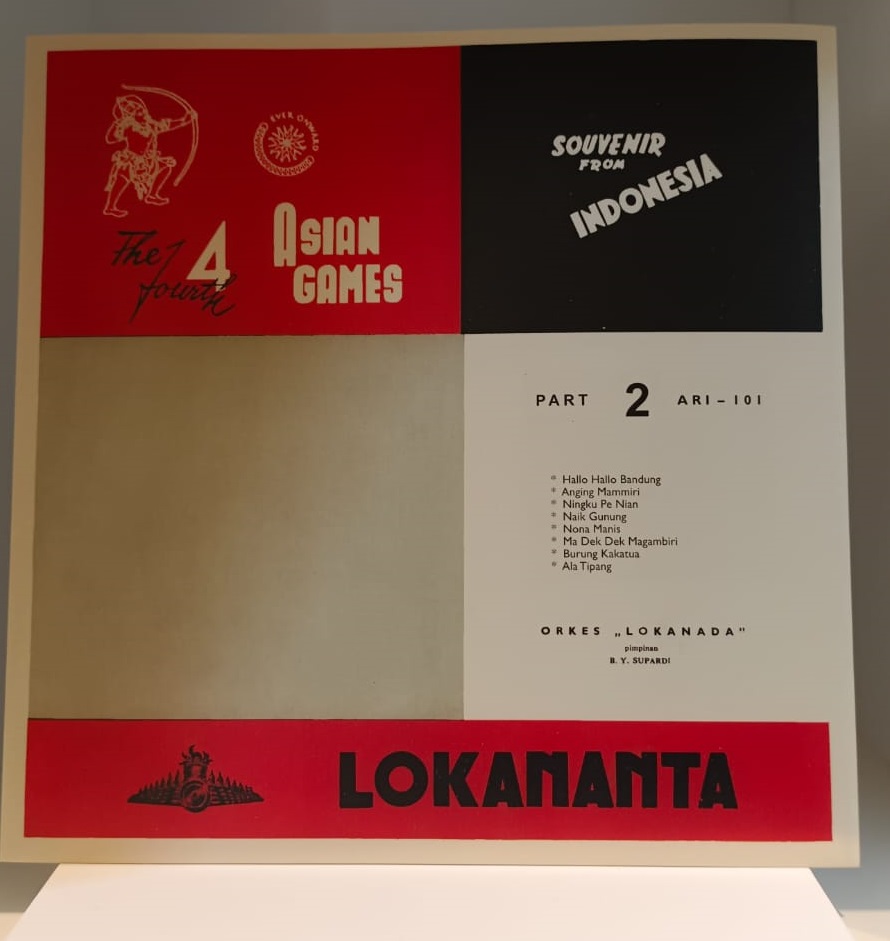 EVER ONWARD
The fourth
4
ASIAN
GAMES
SOUVENIR
FROM
INDONESIA
PART 2 ARI – 101
* Hallo Hallo Bandung
* Anging Mammiri
* Ningku Pe Nian
* Naik Gunung
* Nona Manis
* Ma Dek Dek Magambiri
* Burung Kakatua
* Ala Tipang
ORKES „LOKANADA"
pimpinan
B. Y. SUPARDI
LOKANANTA